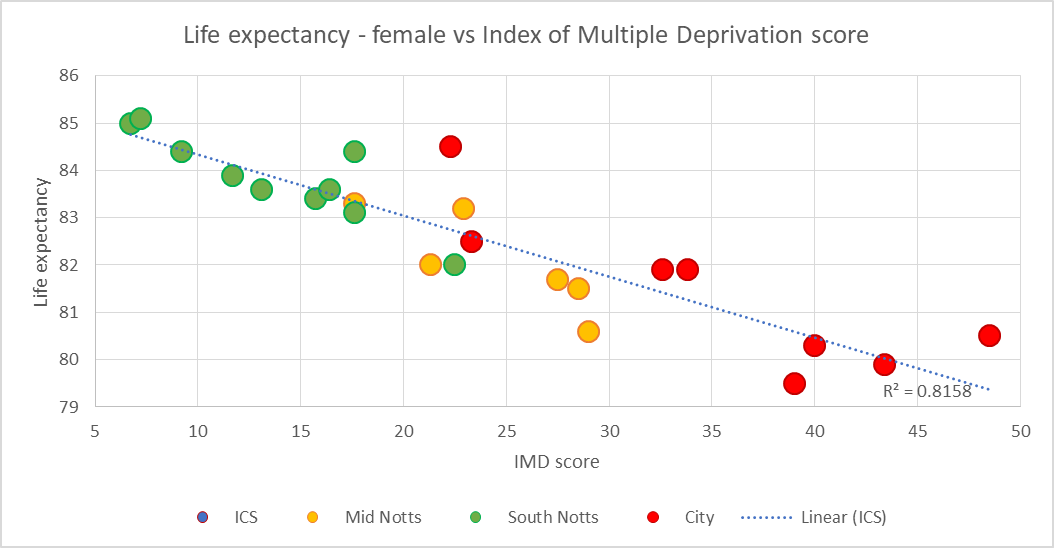 Life expectancy - female vs Index of Multiple Deprivation score
86
85
84
83
82
81
80
79
Life expectancy
R² = 0.8158
5 10 15 20 25 30 35 40 45 50
IMD score
ICS Mid Notts South Notts City Linear (ICS)